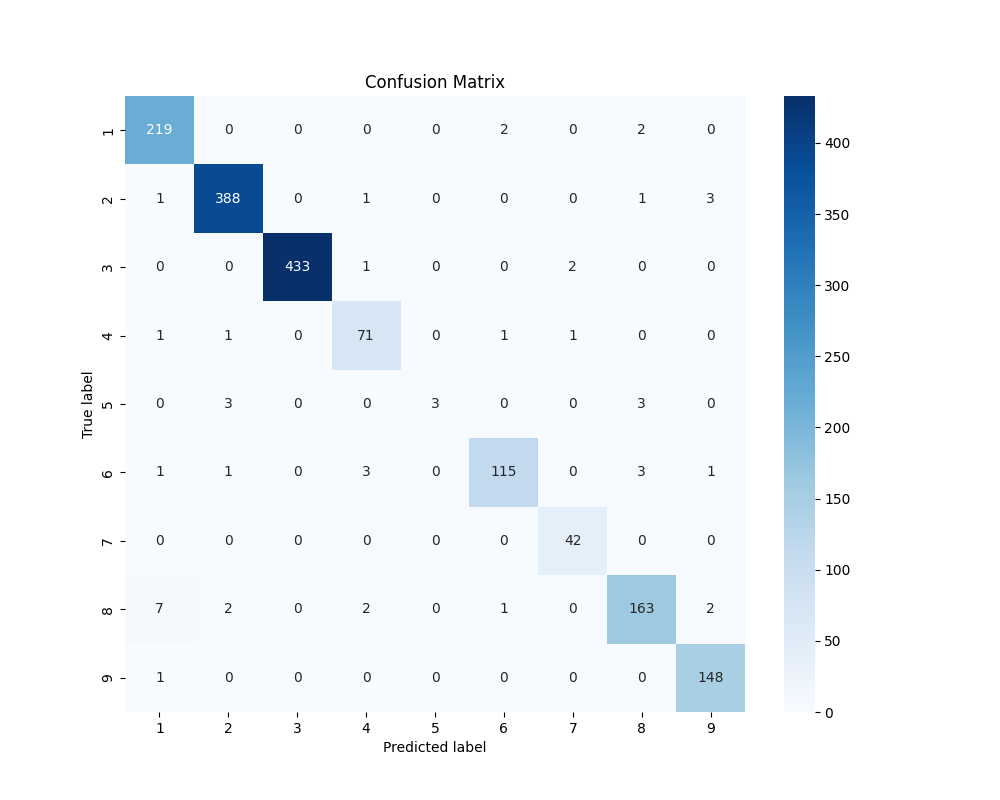 Confusion Matrix
1 219 0 0 0 0 2 0 2 0
2 1 388 0 1 0 0 0 1 3
3 0 0 433 1 0 0 2 0 0
4 1 1 0 71 0 1 1 0 0
5 0 3 0 0 3 0 0 3 0
6 1 1 0 3 0 115 0 3 1
7 0 0 0 0 0 0 42 0 0
8 7 2 0 2 0 1 0 163 2
9 1 0 0 0 0 0 0 0 148
1 2 3 4 5 6 7 8 9
Predicted label
True label
400
350
300
250
200
150
100
50
0